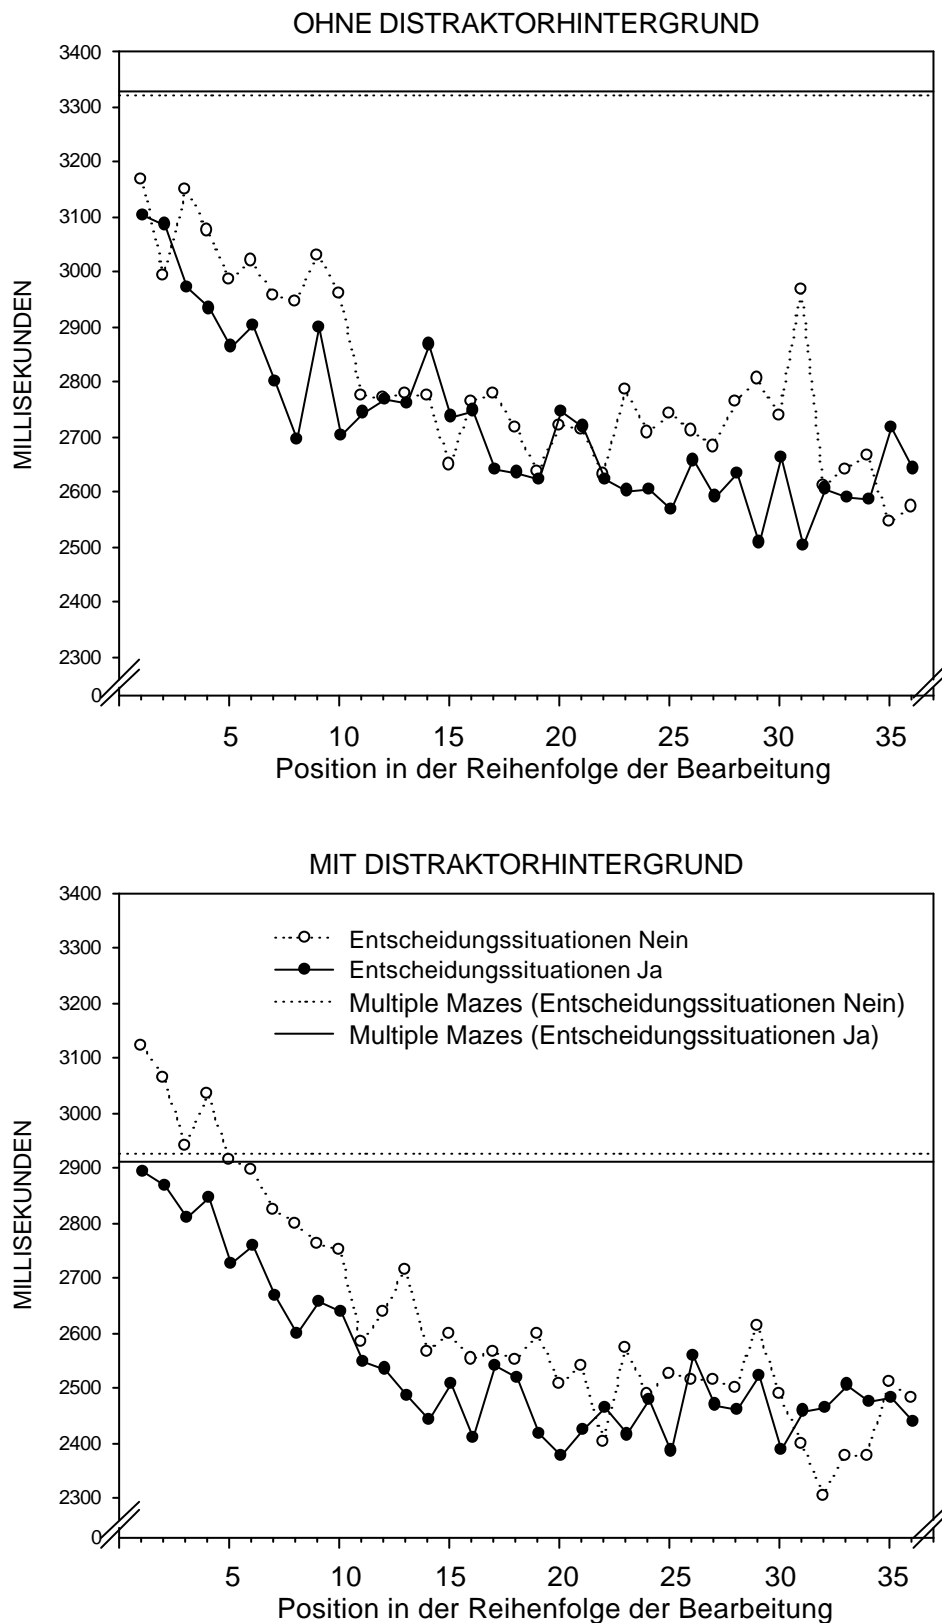 OHNE DISTRAKTORHINTERGRUND
3400
3300
3200
3100
3000
2900
2800
2700
2600
2500
2400
2300
0
MILLISEKUNDEN
5 10 15 20 25 30 35
Position in der Reihenfolge der Bearbeitung
MIT DISTRAKTORHINTERGRUND
3400
3300
3200
3100
3000
2900
2800
2700
2600
2500
2400
2300
0
MILLISEKUNDEN
Entscheidungssituationen Nein
Entscheidungssituationen Ja
Multiple Mazes (Entscheidungssituationen Nein)
Multiple Mazes (Entscheidungssituationen Ja)
5 10 15 20 25 30 35
Position in der Reihenfolge der Bearbeitung